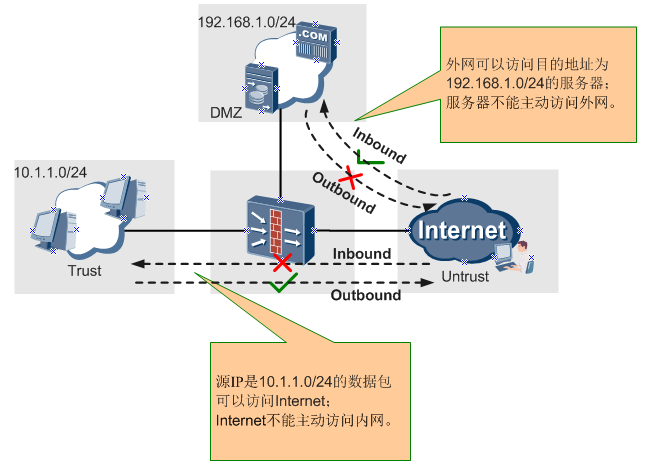 192.168.1.0/24
.COM
DMZ
外网可以访问目的地址为
192.168.1.0/24的服务器；
服务器不能主动访问外网。
Inbound
Outbound
10.1.1.0/24
Trust
Internet
Untrust
Inbound
Outbound
源IP是10.1.1.0/24的数据包
可以访问Internet；
Internet不能主动访问内网。